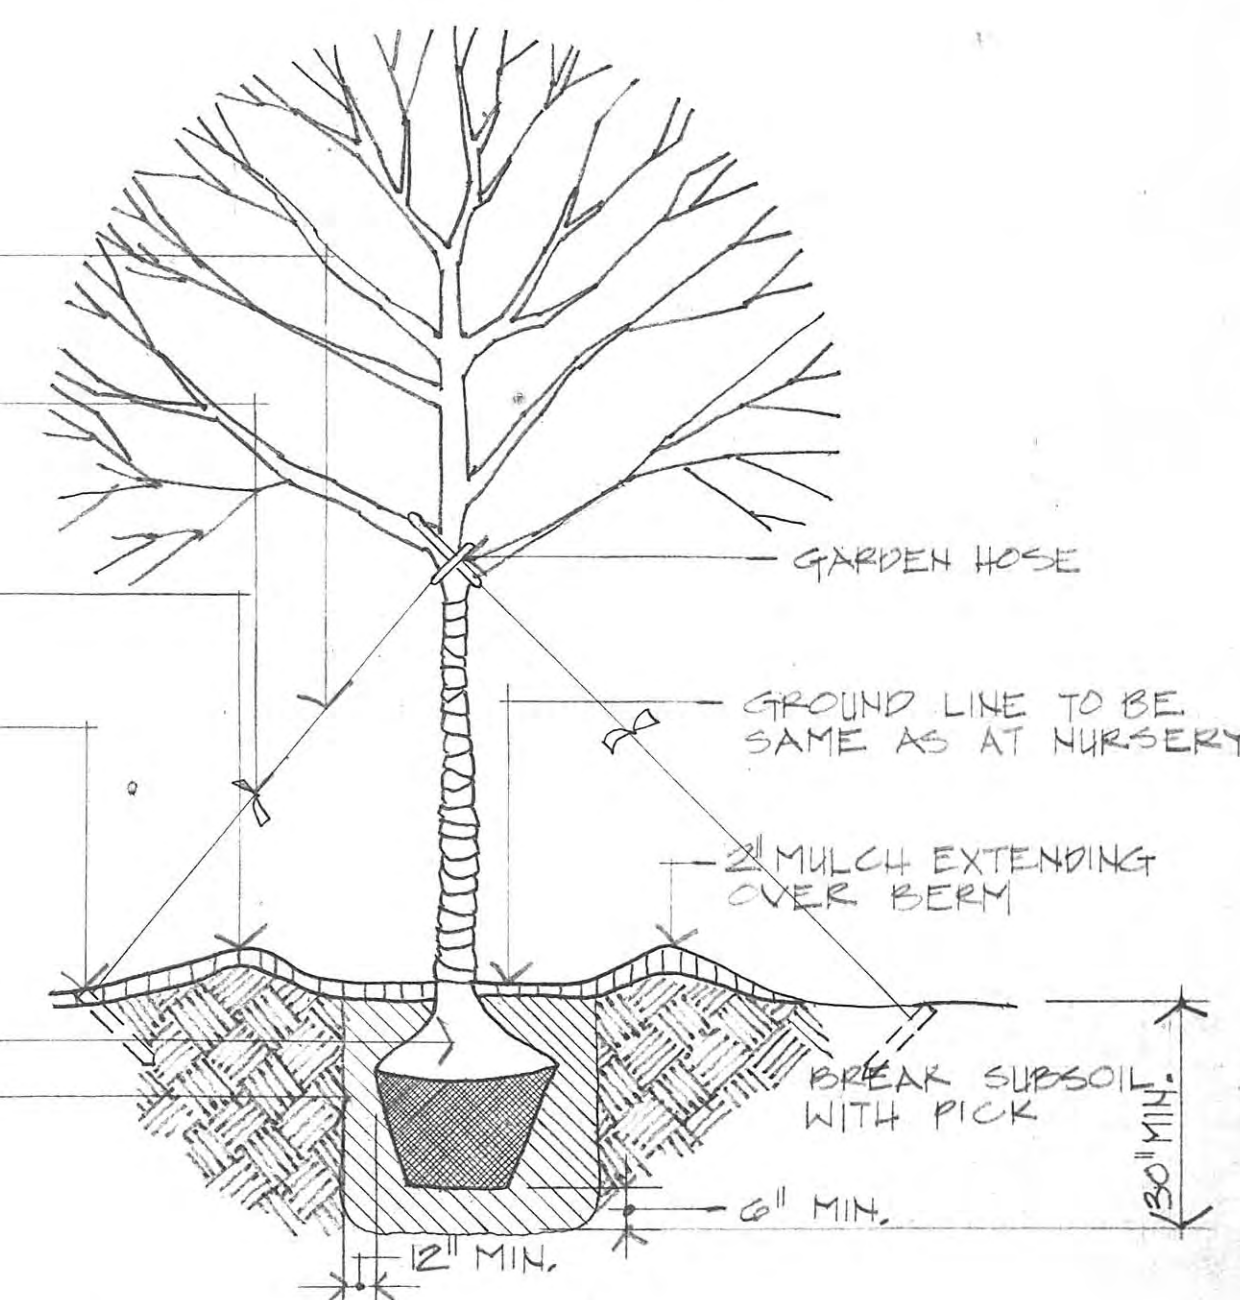 GARDEN HOSE
GROUND LINE TO BE
SAME AS AT NURSERY
2" MULCH EXTENDING
OVER BERM
BREAK SUBSOIL
WITH PICK
30" MIN.
6" MIN.
12" MIN.